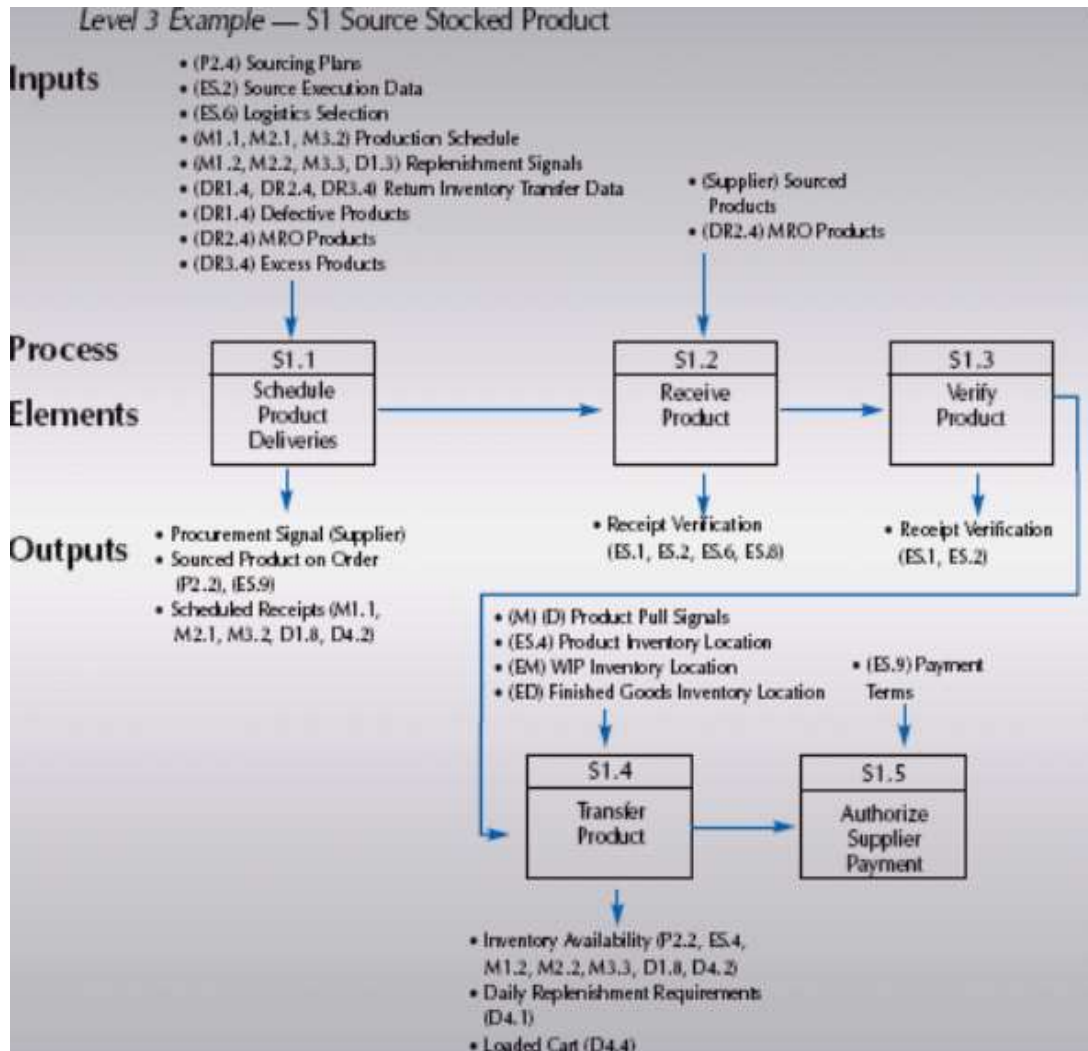 Level 3 Example — S1 Source Stocked Product
Inputs
• (P2.4) Sourcing Plans
• (ES.2) Source Execution Data
• (ES.6) Logistics Selection
• (M1.1, M2.1, M3.2) Production Schedule
• (M1.2, M2.2, M3.3, D1.3) Replenishment Signals
• (DR1.4, DR2.4, DR3.4) Return Inventory Transfer Data
• (DR1.4) Defective Products
• (DR2.4) MRO Products
• (DR3.4) Excess Products
• (Supplier) Sourced
Products
• (DR2.4) MRO Products
Process
Elements
S1.1
Schedule
Product
Deliveries
S1.2
Receive
Product
S1.3
Verify
Product
Outputs
• Procurement Signal (Supplier)
• Sourced Product on Order
(P2.2), (ES.9)
• Scheduled Receipts (M1.1,
M2.1, M3.2, D1.8, D4.2)
• Receipt Verification
(ES.1, ES.2, ES.6, ES.8)
• Receipt Verification
(ES.1, ES.2)
• (M) (D) Product Pull Signals
• (ES.4) Product Inventory Location
• (EM) WIP Inventory Location
• (ED) Finished Goods Inventory Location
• (ES.9) Payment
Terms
S1.4
Transfer
Product
S1.5
Authorize
Supplier
Payment
• Inventory Availability (P2.2, ES.4,
M1.2, M2.2, M3.3, D1.8, D4.2)
• Daily Replenishment Requirements
(D4.1)
• Loaded Cart (D4.4)